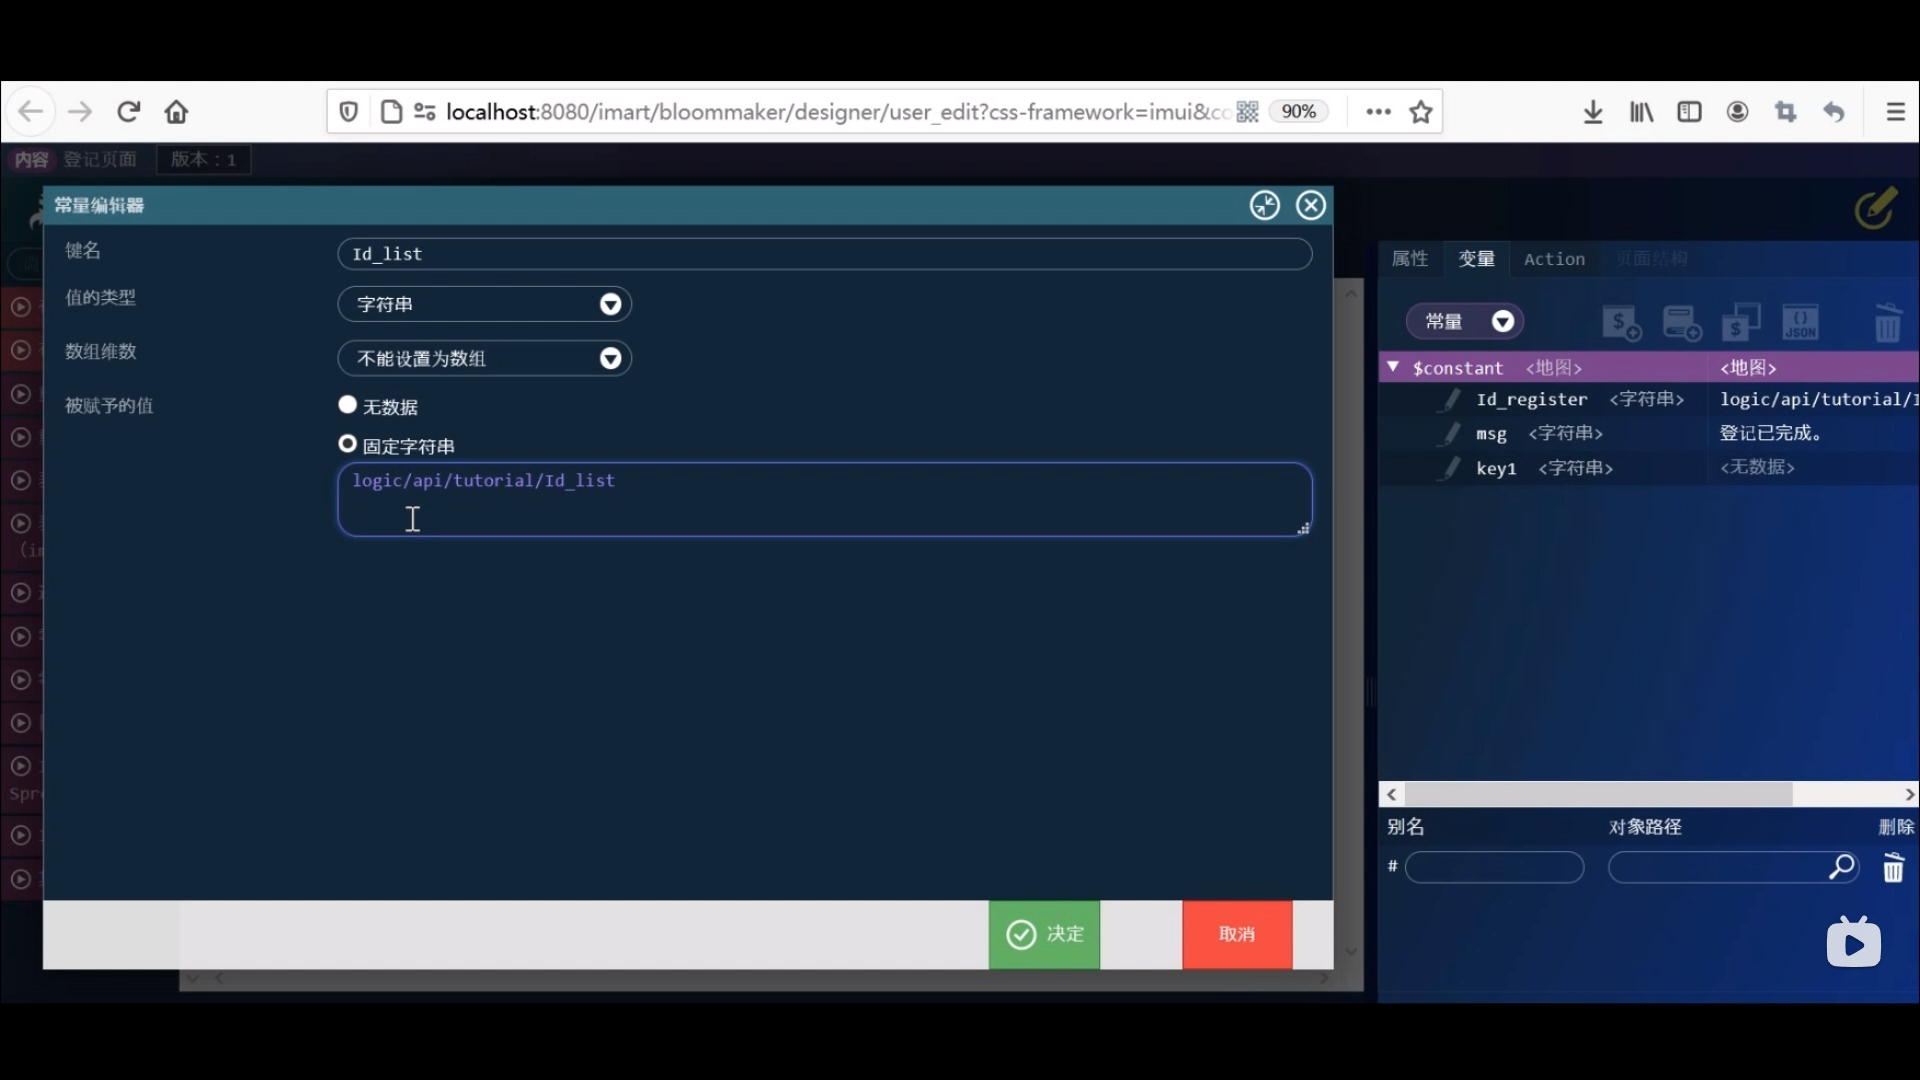 localhost:8080/imart/bloommaker/designer/user_edit?css-framework=imui&co
90%
内容 登记页面 版本：1
常量编辑器
键名
Id_list
值的类型
字符串
数组维数
不能设置为数组
被赋予的值
无数据
固定字符串
logic/api/tutorial/Id_list
决定
取消
属性 变量 Action 页面结构
常量
JSON
$constant <地图> <地图>
Id_register <字符串> logic/api/tutorial/I
msg <字符串> 登记已完成。
key1 <字符串> <无数据>
别名 对象路径 删除
#
(im
Spr